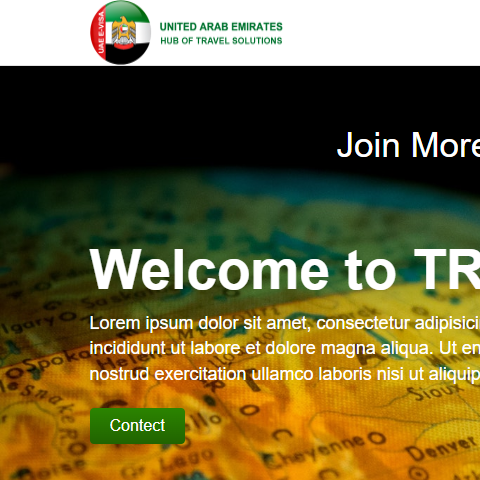 UAE E-VISA
UNITED ARAB EMIRATES
HUB OF TRAVEL SOLUTIONS
Join More
Welcome to TR
Lorem ipsum dolor sit amet, consectetur adipisici
incididunt ut labore et dolore magna aliqua. Ut en
nostrud exercitation ullamco laboris nisi ut aliquip
Contect
Spokane
Snake R.
Gr
Lago
Cheyenne
Denver